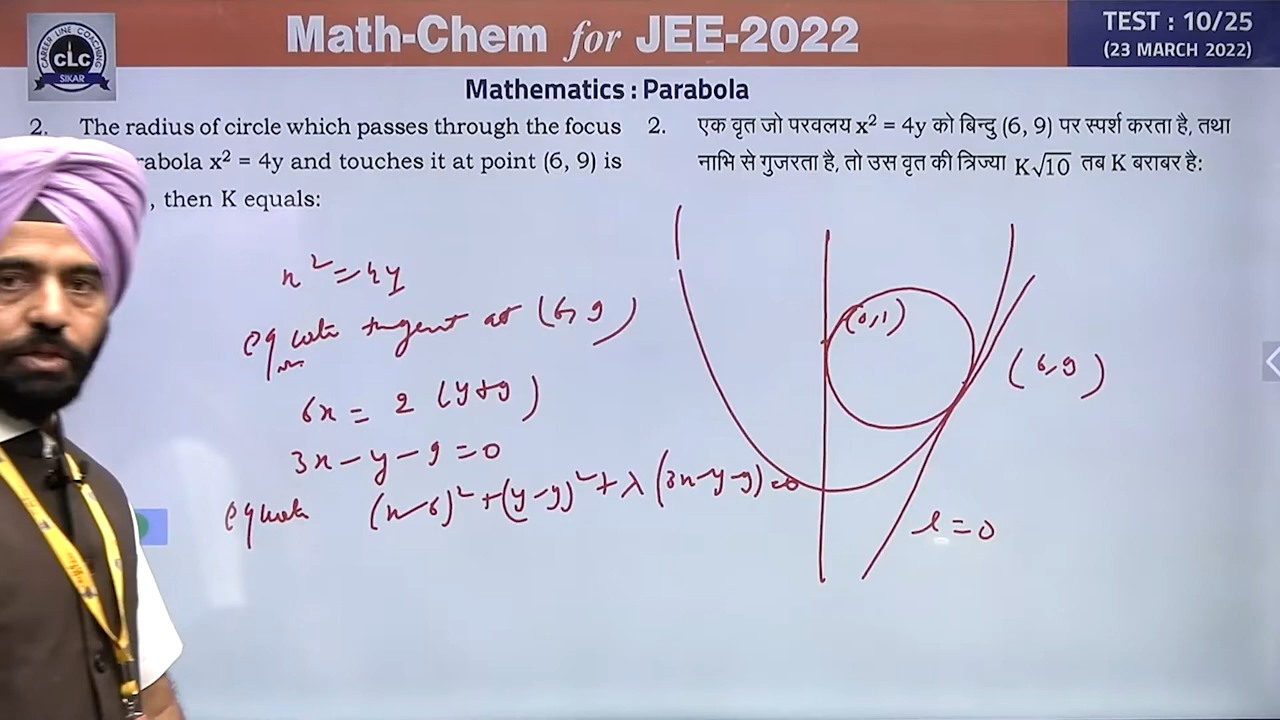 CAREER LINE COACHING
CLC
SIKAR
Math-Chem for JEE-2022
TEST : 10/25
(23 MARCH 2022)
Mathematics : Parabola
2. The radius of circle which passes through the focus
rabola x² = 4y and touches it at point (6, 9) is
, then K equals:
2. एक वृत जो परवलय x² = 4y को बिन्दु (6, 9) पर स्पर्श करता है, तथा
नाभि से गुजरता है, तो उस वृत की त्रिज्या K√10 तब K बराबर है:
x² = 4y
tangent at (6, 9)
6x = 2 (y+9)
3x - y - 9 = 0
(x-6)² + (y-9)² + λ (3x-y-9) = 0
(0,1)
(6,9)
l = 0